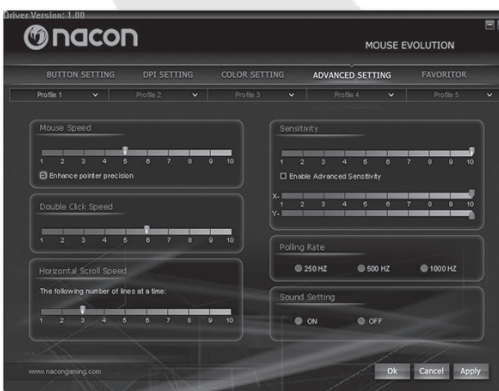 Driver Version: 1.00
nacon
MOUSE EVOLUTION
BUTTON SETTING DPI SETTING COLOR SETTING ADVANCED SETTING FAVORITOR
Profile 1 Profile 2 Profile 3 Profile 4 Profile 5
Mouse Speed
1 2 3 4 5 6 7 8 9 10
Enhance pointer precision
Double Click Speed
1 2 3 4 5 6 7 8 9 10
Horizontal Scroll Speed
The following number of lines at a time:
1 2 3 4 5 6 7 8 9 10
Sensitivity
1 2 3 4 5 6 7 8 9 10
Enable Advanced Sensitivity
X-
1 2 3 4 5 6 7 8 9 10
Y-
Polling Rate
250 HZ 500 HZ 1000 HZ
Sound Setting
ON OFF
www.nacongaming.com
Ok Cancel Apply